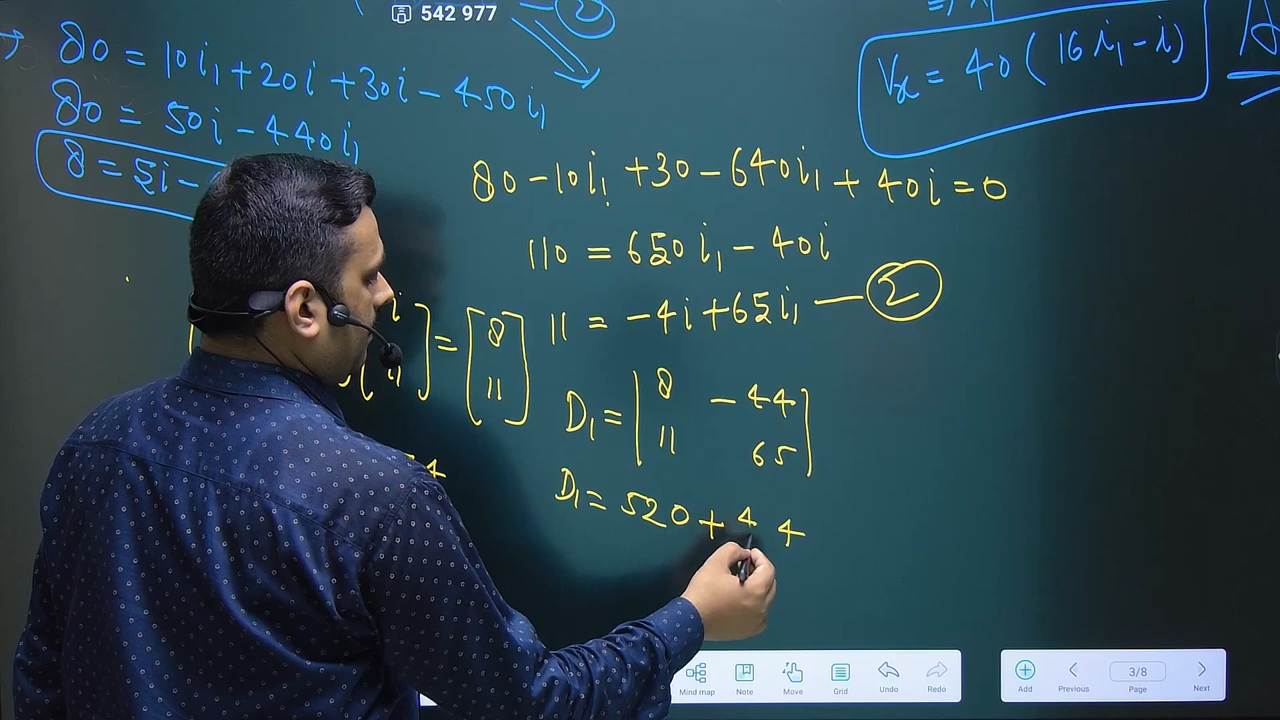 542 977
2
80 = 10i₁ + 20i + 30i - 450i₁
80 = 50i - 440i₁
8 = 5i -
Vx = 40 ( 16i₁ - i )
80 - 10i₁ + 30 - 640i₁ + 40i = 0
110 = 650i₁ - 40i
11 = -4i + 65i₁ — 2
i
i₁
=
8
11
D₁ = | 8 -44
11 65 |
D₁ = 520 + 4 4
Mind map
Note
Move
Grid
Undo
Redo
Add
Previous
3/8
Page
Next